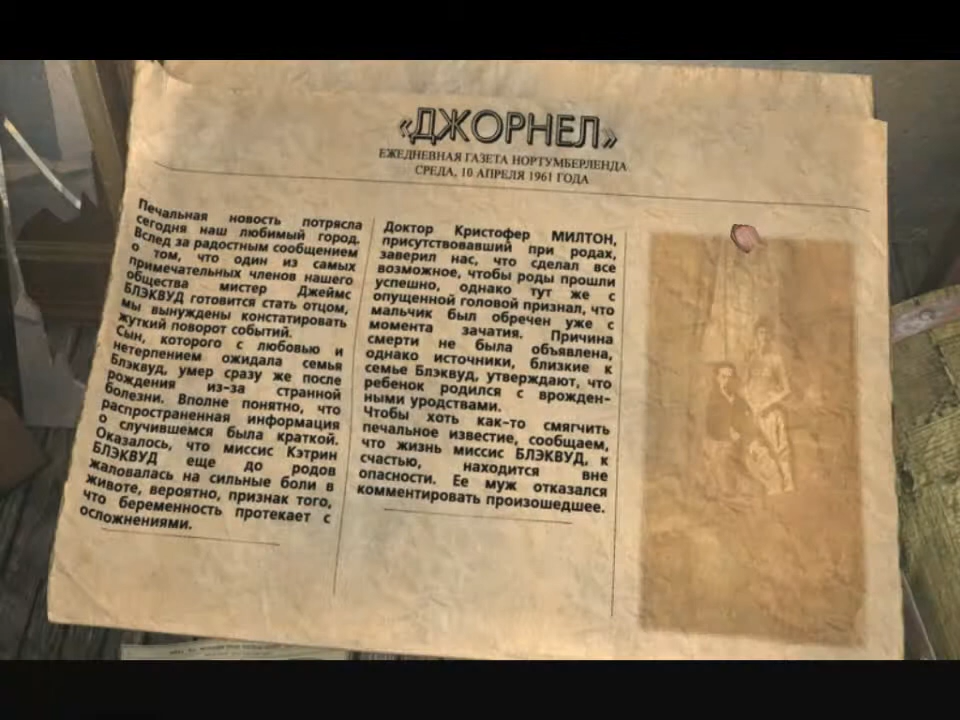 «ДЖОРНЕЛ»
ЕЖЕДНЕВНАЯ ГАЗЕТА НОРТУМБЕРЛЕНДА
СРЕДА, 10 АПРЕЛЯ 1961 ГОДА
Печальная новость потрясла
сегодня наш любимый город.
Вслед за радостным сообщением
о том, что один из самых
примечательных членов нашего
общества мистер Джеймс
БЛЭКВУД готовится стать отцом,
мы вынуждены констатировать
жуткий поворот событий.
Сын, которого с любовью и
нетерпением ожидала семья
Блэквуд, умер сразу же после
рождения из-за странной
болезни. Вполне понятно, что
распространенная информация
о случившемся была краткой.
Оказалось, что миссис Кэтрин
БЛЭКВУД еще до родов
жаловалась на сильные боли в
животе, вероятно, признак того,
что беременность протекает с
осложнениями.
Доктор Кристофер МИЛТОН,
присутствовавший при родах,
заверил нас, что сделал все
возможное, чтобы роды прошли
успешно, однако тут же с
опущенной головой признал, что
мальчик был обречен уже с
момента зачатия. Причина
смерти не была объявлена,
однако источники, близкие к
семье Блэквуд, утверждают, что
ребенок родился с врожден-
ными уродствами.
Чтобы хоть как-то смягчить
печальное известие, сообщаем,
что жизнь миссис БЛЭКВУД, к
счастью, находится вне
опасности. Ее муж отказался
комментировать произошедшее.